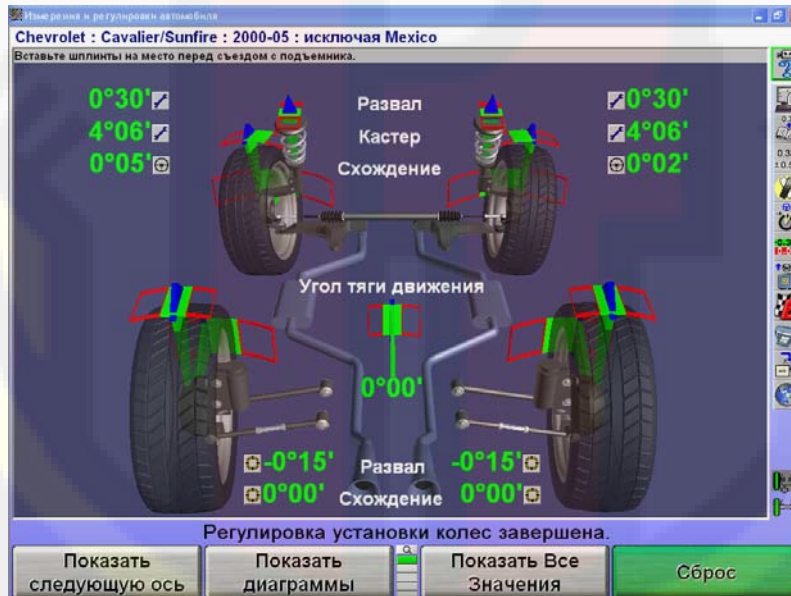 Измерения и регулировки автомобиля
Chevrolet : Cavalier/Sunfire : 2000-05 : исключая Mexico
Вставьте шплинты на место перед съездом с подъемника.
0°30' Развал 0°30'
4°06' Кастер 4°06'
0°05' Схождение 0°02'
Угол тяги движения
0°00'
-0°15' Развал -0°15'
0°00' Схождение 0°00'
Регулировка установки колес завершена.
Показать следующую ось
Показать диаграммы
Показать Все Значения
Сброс